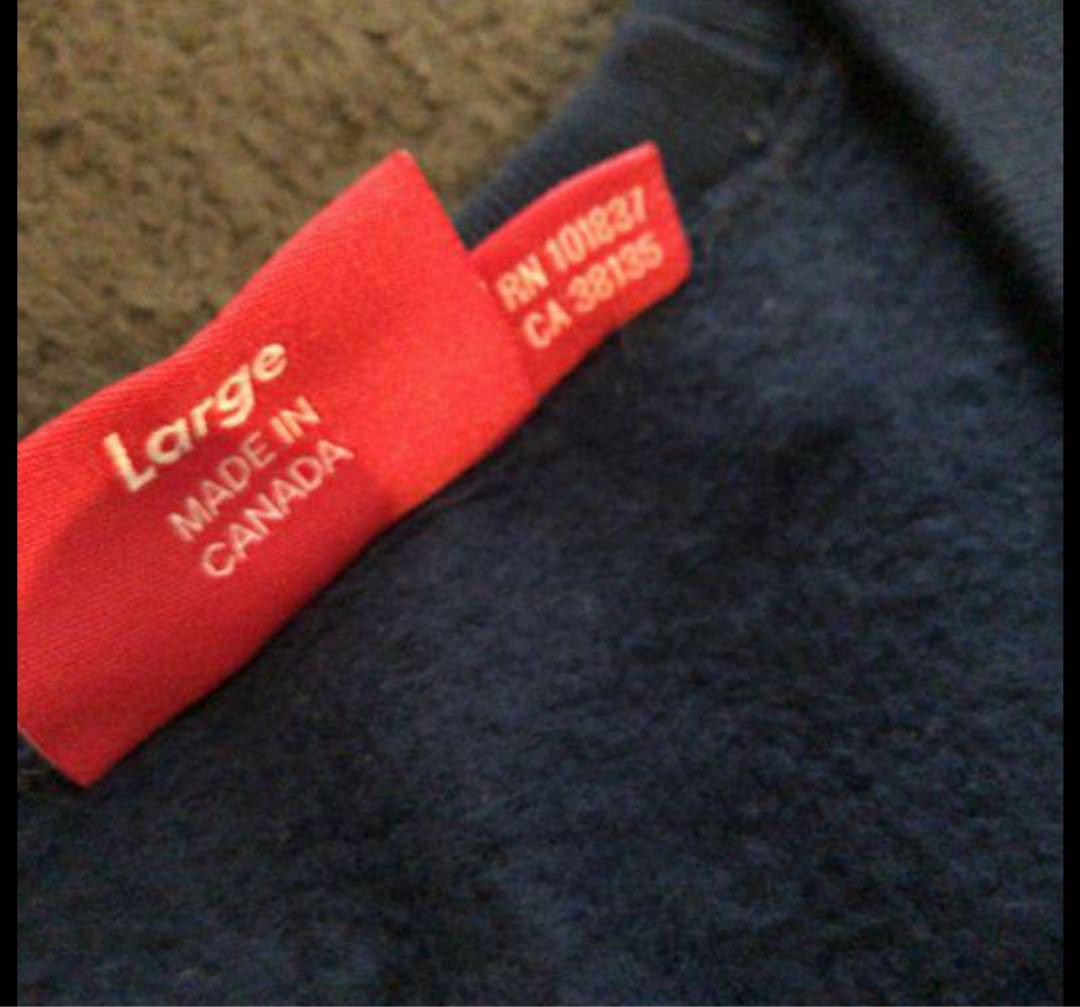 Large
MADE IN
CANADA
RN 101837
CA 38135